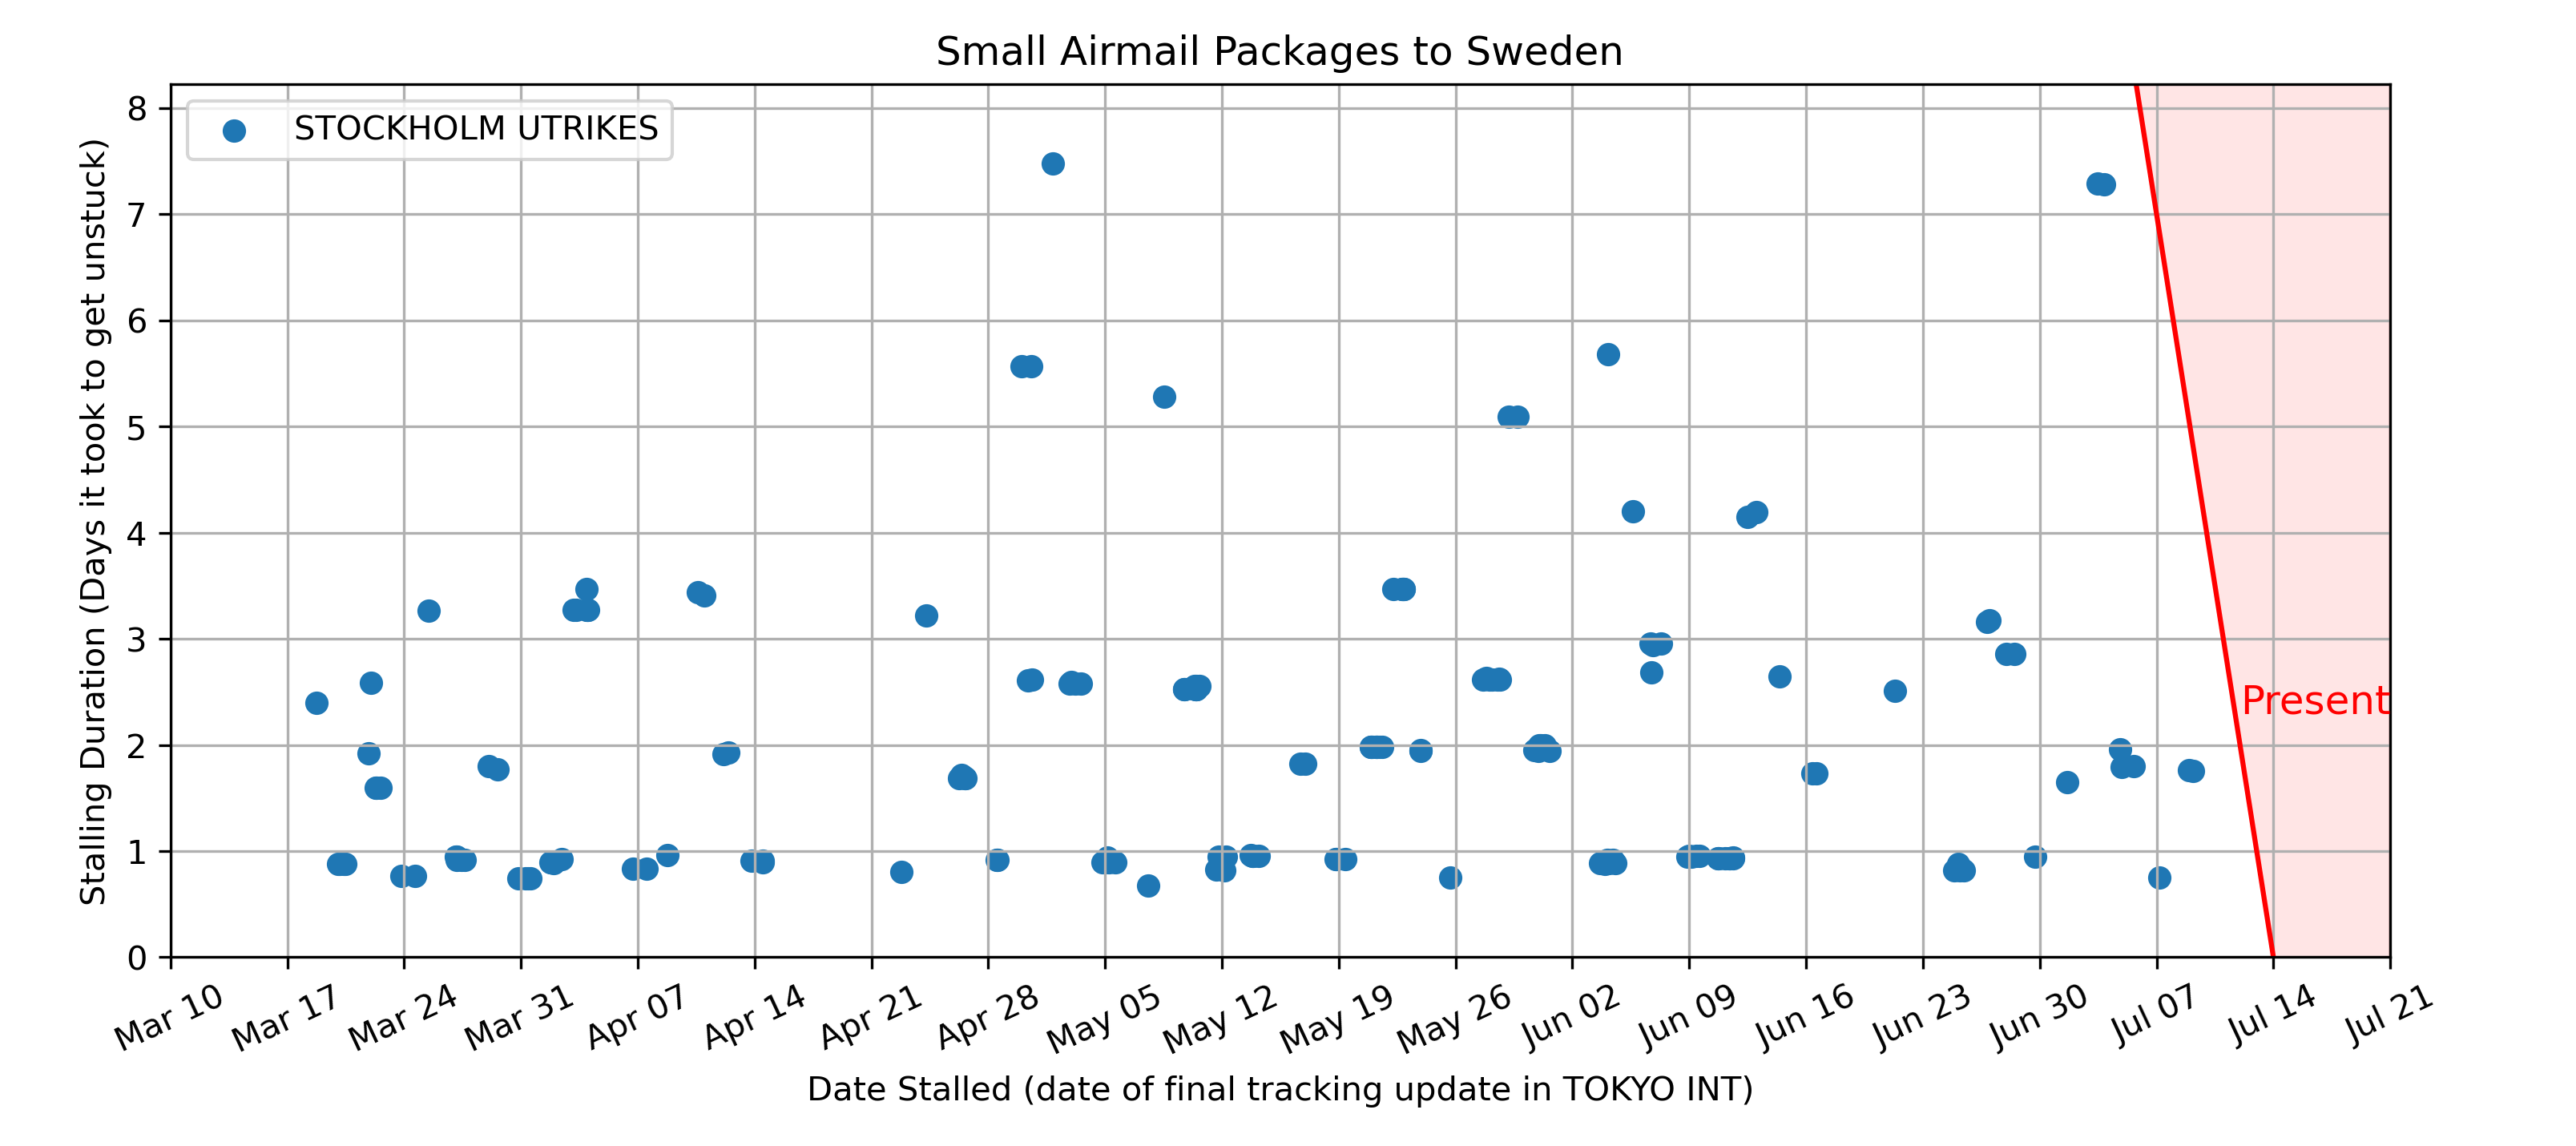 Small Airmail Packages to Sweden
STOCKHOLM UTRIKES
Stalling Duration (Days it took to get unstuck)
8
7
6
5
4
3
2
1
0
Present
Mar 10
Mar 17
Mar 24
Mar 31
Apr 07
Apr 14
Apr 21
Apr 28
May 05
May 12
May 19
May 26
Jun 02
Jun 09
Jun 16
Jun 23
Jun 30
Jul 07
Jul 14
Jul 21
Date Stalled (date of final tracking update in TOKYO INT)